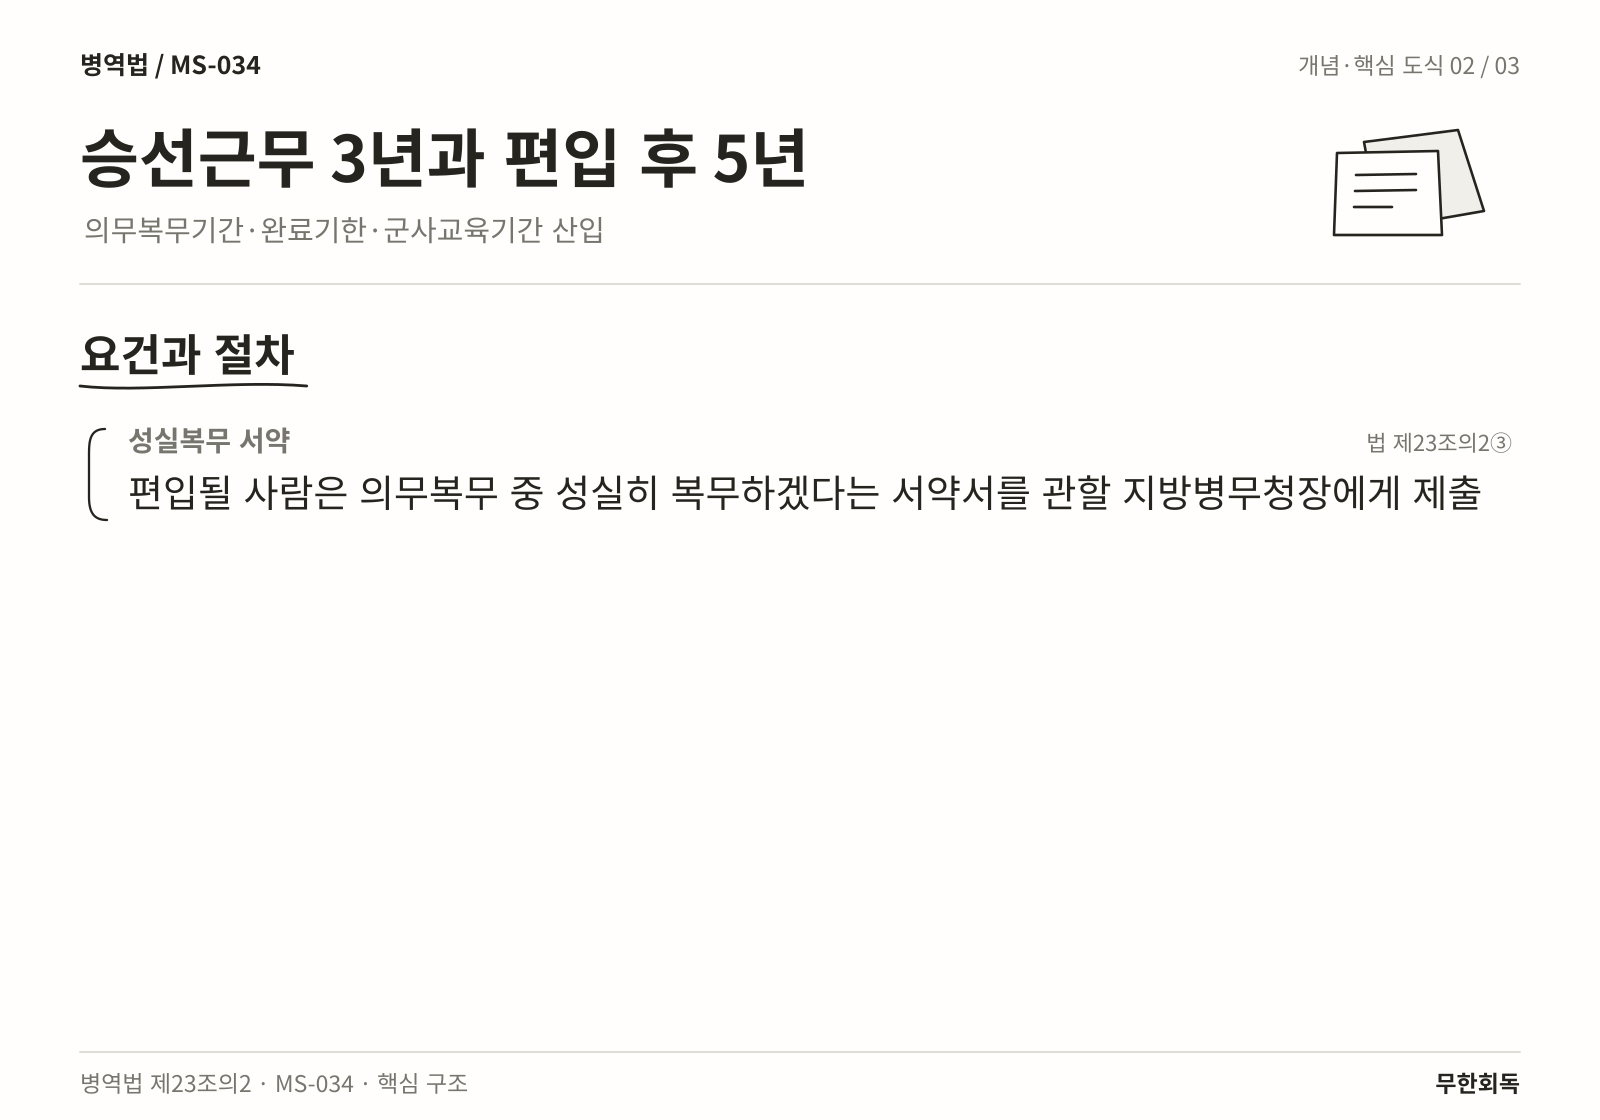 병역법 / MS-034
개념·핵심 도식 02 / 03
승선근무 3년과 편입 후 5년
의무복무기간·완료기한·군사교육기간 산입
요건과 절차
성실복무 서약
법 제23조의2③
편입될 사람은 의무복무 중 성실히 복무하겠다는 서약서를 관할 지방병무청장에게 제출
병역법 제23조의2 · MS-034 · 핵심 구조
무한회독